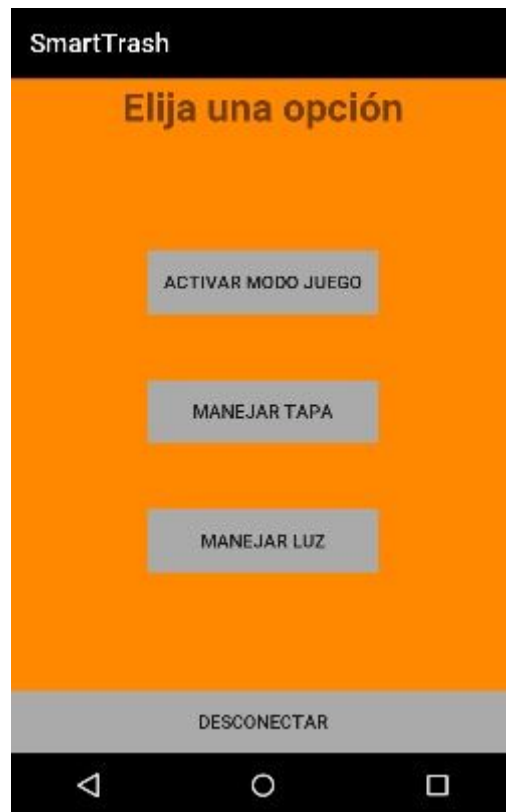 SmartTrash
Elija una opción
ACTIVAR MODO JUEGO
MANEJAR TAPA
MANEJAR LUZ
DESCONECTAR